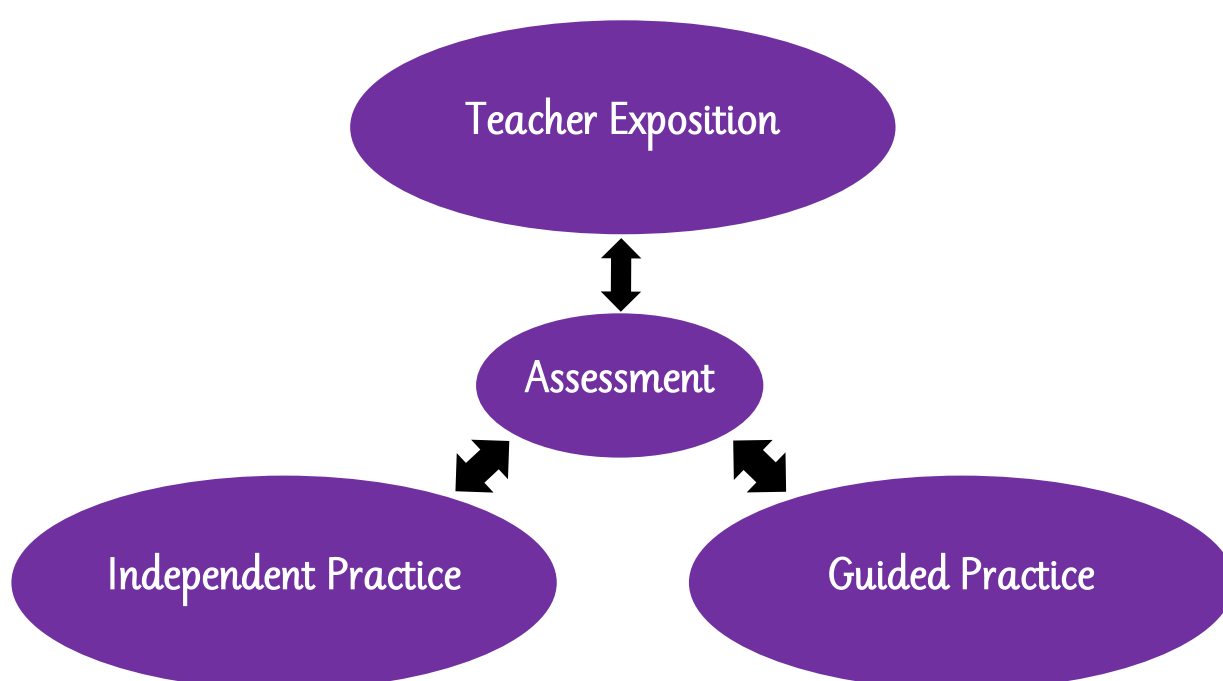 Teacher Exposition
Assessment
Independent Practice
Guided Practice